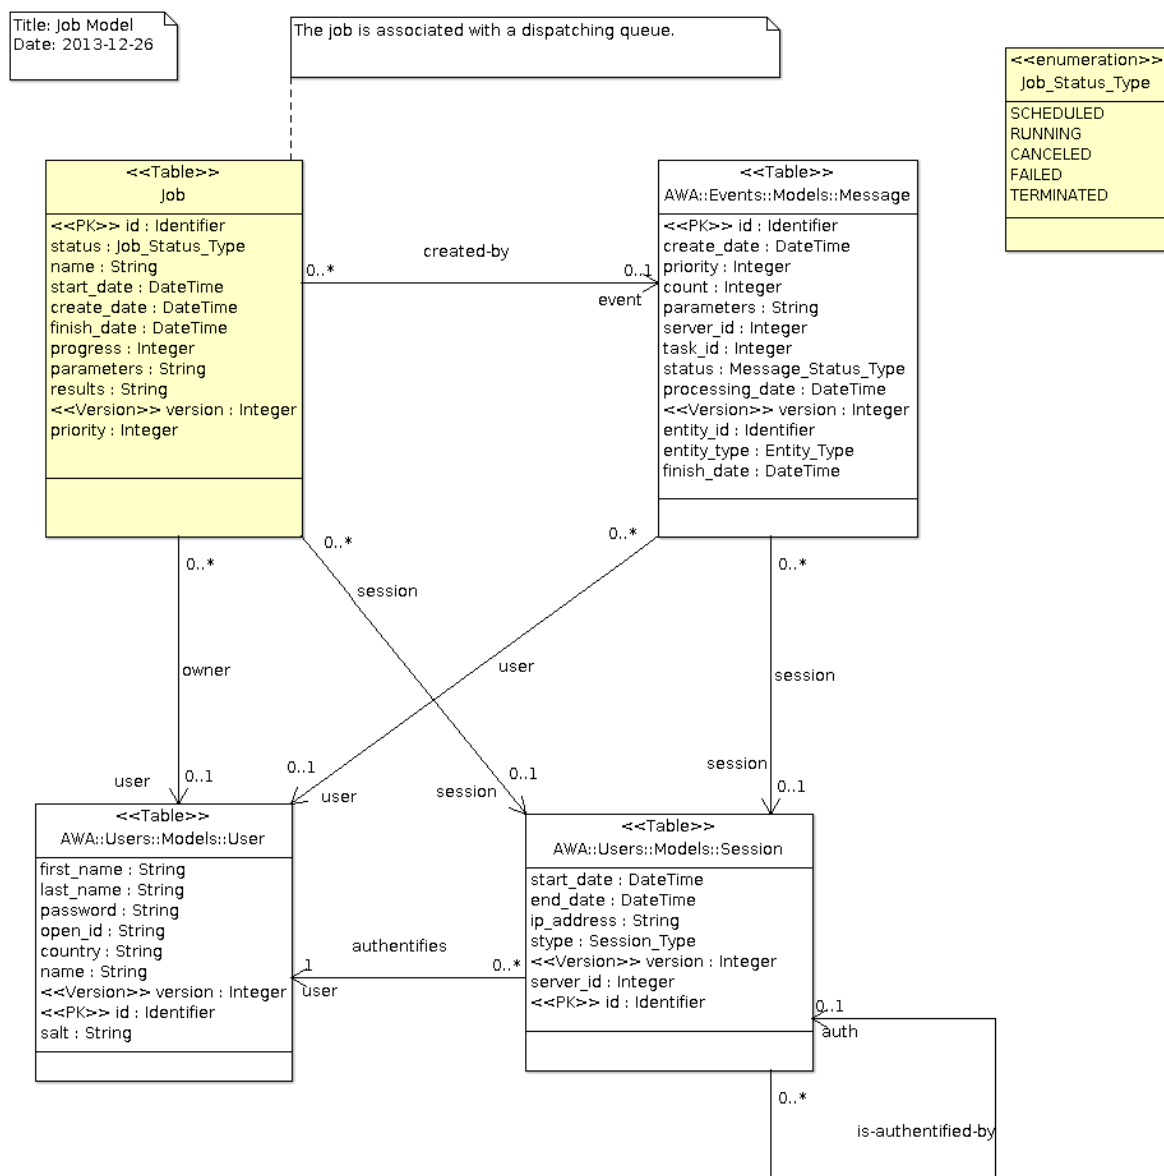 Title: Job Model
Date: 2013-12-26
The job is associated with a dispatching queue.
<<enumeration>>
Job_Status_Type
SCHEDULED
RUNNING
CANCELED
FAILED
TERMINATED
<<Table>>
Job
<<PK>> id : Identifier
status : Job_Status_Type
name : String
start_date : DateTime
create_date : DateTime
finish_date : DateTime
progress : Integer
parameters : String
results : String
<<Version>> version : Integer
priority : Integer
created-by
0..*
0..1
event
<<Table>>
AWA::Events::Models::Message
<<PK>> id : Identifier
create_date : DateTime
priority : Integer
count : Integer
parameters : String
server_id : Integer
task_id : Integer
status : Message_Status_Type
processing_date : DateTime
<<Version>> version : Integer
entity_id : Identifier
entity_type : Entity_Type
finish_date : DateTime
0..*
0..*
0..*
0..*
session
owner
user
session
user
0..1
0..1
user
0..1
session
session
0..1
<<Table>>
AWA::Users::Models::User
first_name : String
last_name : String
password : String
open_id : String
country : String
name : String
<<Version>> version : Integer
<<PK>> id : Identifier
salt : String
authentifies
1
0..*
user
<<Table>>
AWA::Users::Models::Session
start_date : DateTime
end_date : DateTime
ip_address : String
stype : Session_Type
<<Version>> version : Integer
server_id : Integer
<<PK>> id : Identifier
0..1
auth
0..*
is-authentified-by